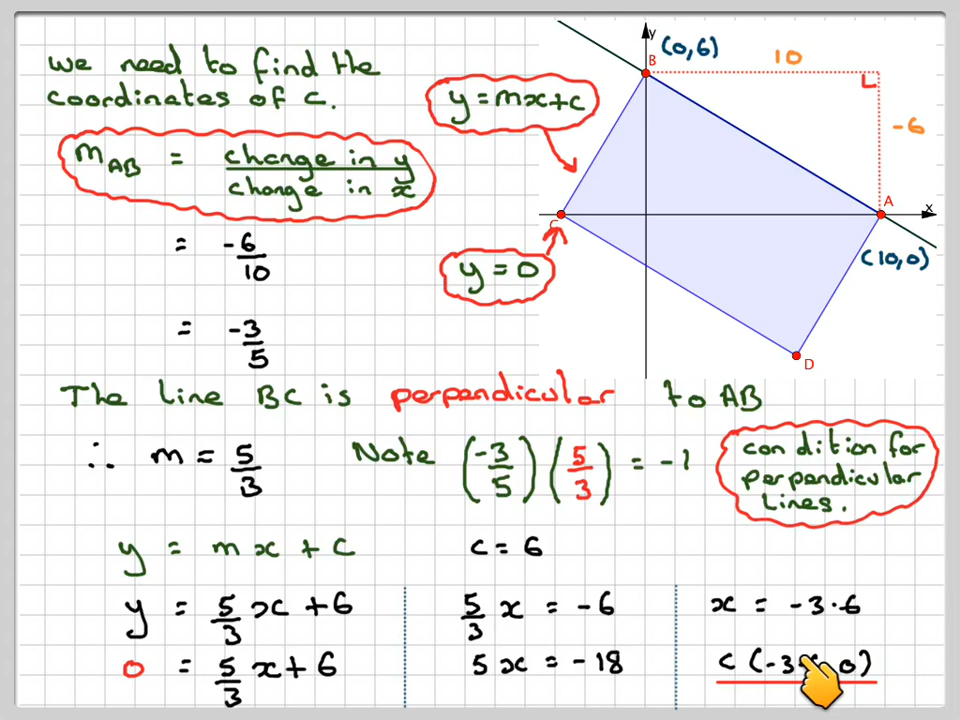 we need to find the
coordinates of C.
m AB = change in y
change in x
= -6
10
= -3
5
y = mx + c
y = 0
y
B (0,6)
10
-6
A
x
C
(10,0)
D
The line BC is perpendicular to AB
∴ m = 5
3
Note (-3/5) (5/3) = -1
condition for
perpendicular
lines.
y = mx + c
c = 6
y = 5/3 x + 6
0 = 5/3 x + 6
5/3 x = -6
5x = -18
x = -3.6
C (-3 0)